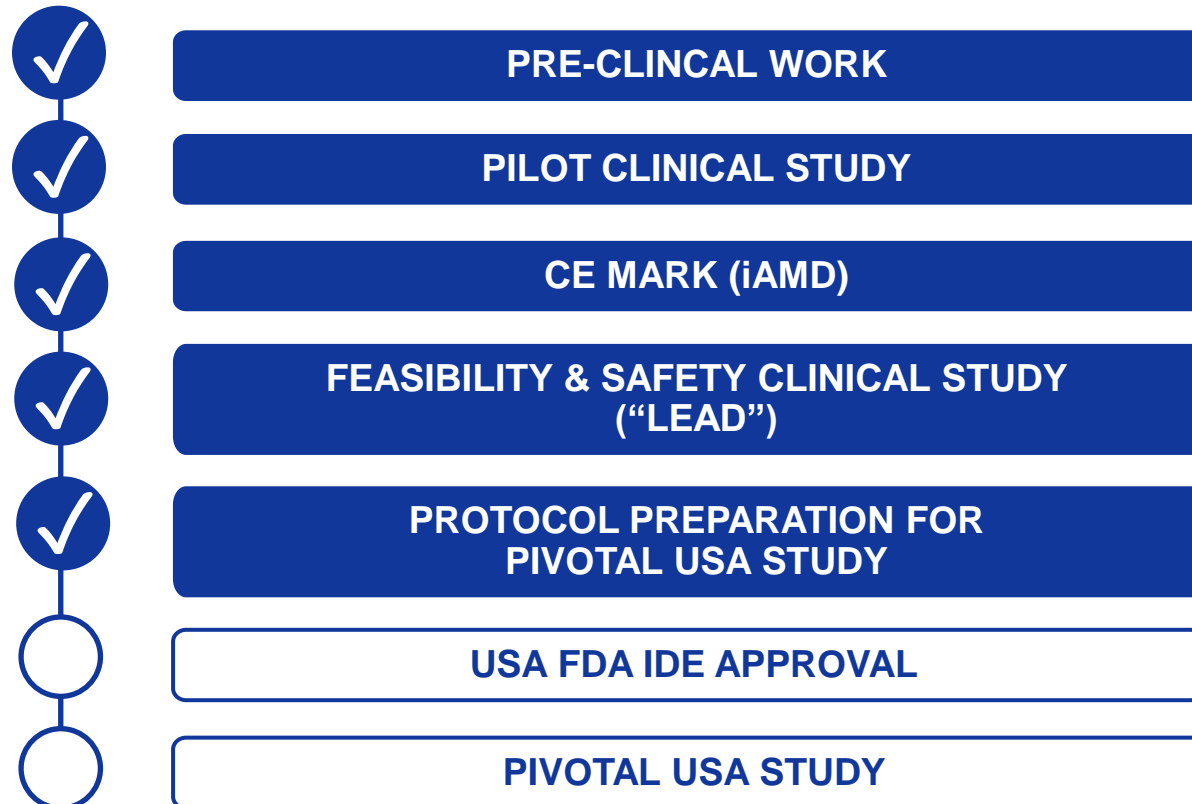 PRE-CLINCAL WORK
PILOT CLINICAL STUDY
CE MARK (iAMD)
FEASIBILITY & SAFETY CLINICAL STUDY
(“LEAD”)
PROTOCOL PREPARATION FOR
PIVOTAL USA STUDY
USA FDA IDE APPROVAL
PIVOTAL USA STUDY